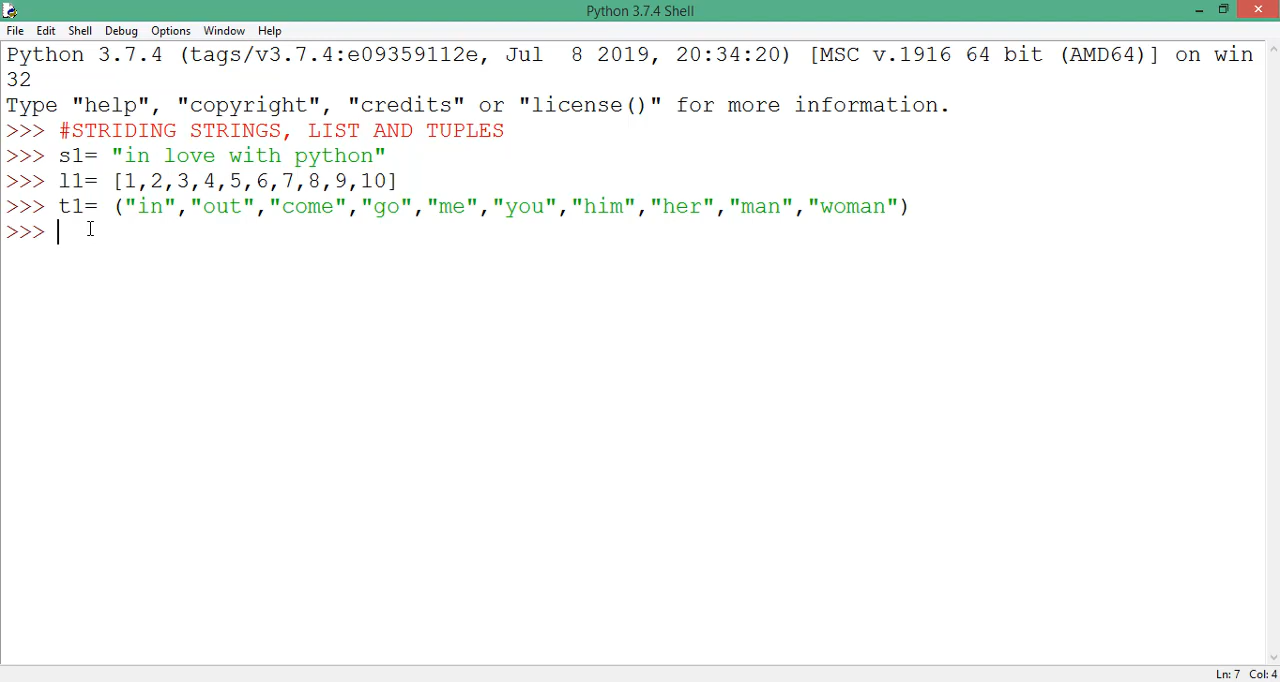 Python 3.7.4 Shell
File Edit Shell Debug Options Window Help
Python 3.7.4 (tags/v3.7.4:e09359112e, Jul  8 2019, 20:34:20) [MSC v.1916 64 bit (AMD64)] on win
32
Type "help", "copyright", "credits" or "license()" for more information.
>>> #STRIDING STRINGS, LIST AND TUPLES
>>> s1= "in love with python"
>>> l1= [1,2,3,4,5,6,7,8,9,10]
>>> t1= ("in","out","come","go","me","you","him","her","man","woman")
>>>
Ln: 7 Col: 4